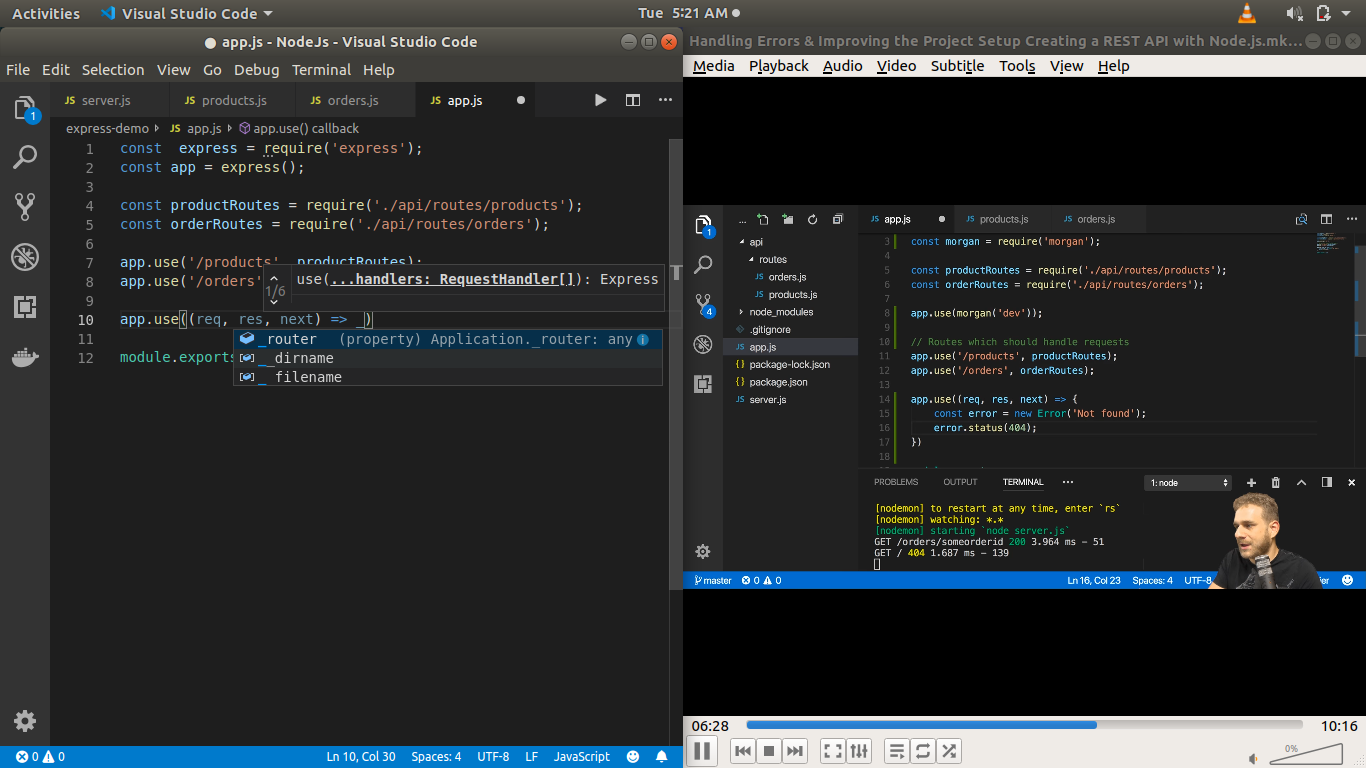 Activities
Visual Studio Code
Tue 5:21 AM
app.js - NodeJs - Visual Studio Code
File Edit Selection View Go Debug Terminal Help
1
JS server.js
JS products.js
JS orders.js
JS app.js
express-demo
JS app.js
app.use() callback
1 const  express = require('express');
2 const app = express();
3
4 const productRoutes = require('./api/routes/products');
5 const orderRoutes = require('./api/routes/orders');
6
7 app.use('/products', productRoutes);
8 app.use('/orders'
9
10 app.use((req, res, next) => _)
11
12 module.exports
1/6
use(...handlers: RequestHandler[]): Express
_router (property) Application._router: any
__dirname
__filename
0 0
Ln 10, Col 30 Spaces: 4 UTF-8 LF JavaScript
Handling Errors & Improving the Project Setup Creating a REST API with Node.js.mk...
Media Playback Audio Video Subtitle Tools View Help
1
4
...
api
routes
JS orders.js
JS products.js
node_modules
.gitignore
JS app.js
{} package-lock.json
{} package.json
JS server.js
JS app.js
JS products.js
JS orders.js
3 const morgan = require('morgan');
4
5 const productRoutes = require('./api/routes/products');
6 const orderRoutes = require('./api/routes/orders');
7
8 app.use(morgan('dev'));
9
10 // Routes which should handle requests
11 app.use('/products', productRoutes);
12 app.use('/orders', orderRoutes);
13
14 app.use((req, res, next) => {
15 const error = new Error('Not found');
16 error.status(404);
17 })
18
PROBLEMS OUTPUT TERMINAL ...
1: node
[nodemon] to restart at any time, enter `rs`
[nodemon] watching: *.*
[nodemon] starting `node server.js`
GET /orders/someorderid 200 3.964 ms - 51
GET / 404 1.687 ms - 139
master 0 0
Ln 16, Col 23 Spaces: 4 UTF-8
06:28
10:16
0%